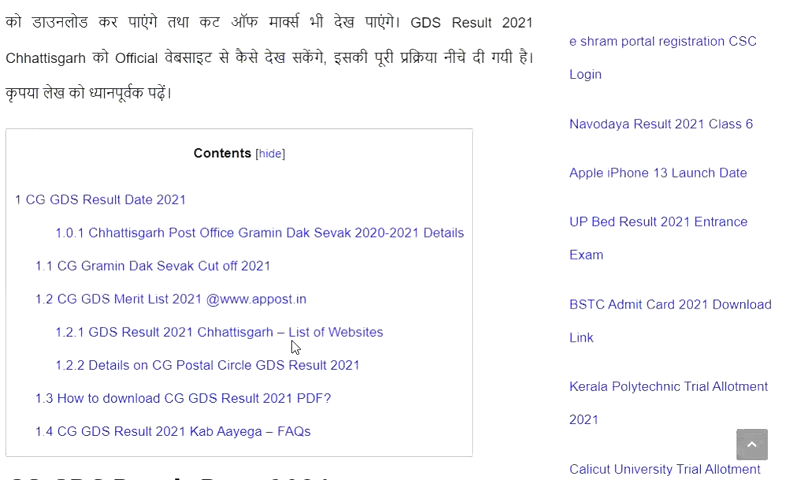 को डाउनलोड कर पाएंगे तथा कट ऑफ मार्क्स भी देख पाएंगे। GDS Result 2021
Chhattisgarh को Official वेबसाइट से कैसे देख सकेंगे, इसकी पूरी प्रक्रिया नीचे दी गयी है।
कृपया लेख को ध्यानपूर्वक पढ़ें।
Contents [hide]
1 CG GDS Result Date 2021
1.0.1 Chhattisgarh Post Office Gramin Dak Sevak 2020-2021 Details
1.1 CG Gramin Dak Sevak Cut off 2021
1.2 CG GDS Merit List 2021 @www.appost.in
1.2.1 GDS Result 2021 Chhattisgarh – List of Websites
1.2.2 Details on CG Postal Circle GDS Result 2021
1.3 How to download CG GDS Result 2021 PDF?
1.4 CG GDS Result 2021 Kab Aayega – FAQs
e shram portal registration CSC
Login
Navodaya Result 2021 Class 6
Apple iPhone 13 Launch Date
UP Bed Result 2021 Entrance
Exam
BSTC Admit Card 2021 Download
Link
Kerala Polytechnic Trial Allotment
2021
Calicut University Trial Allotment